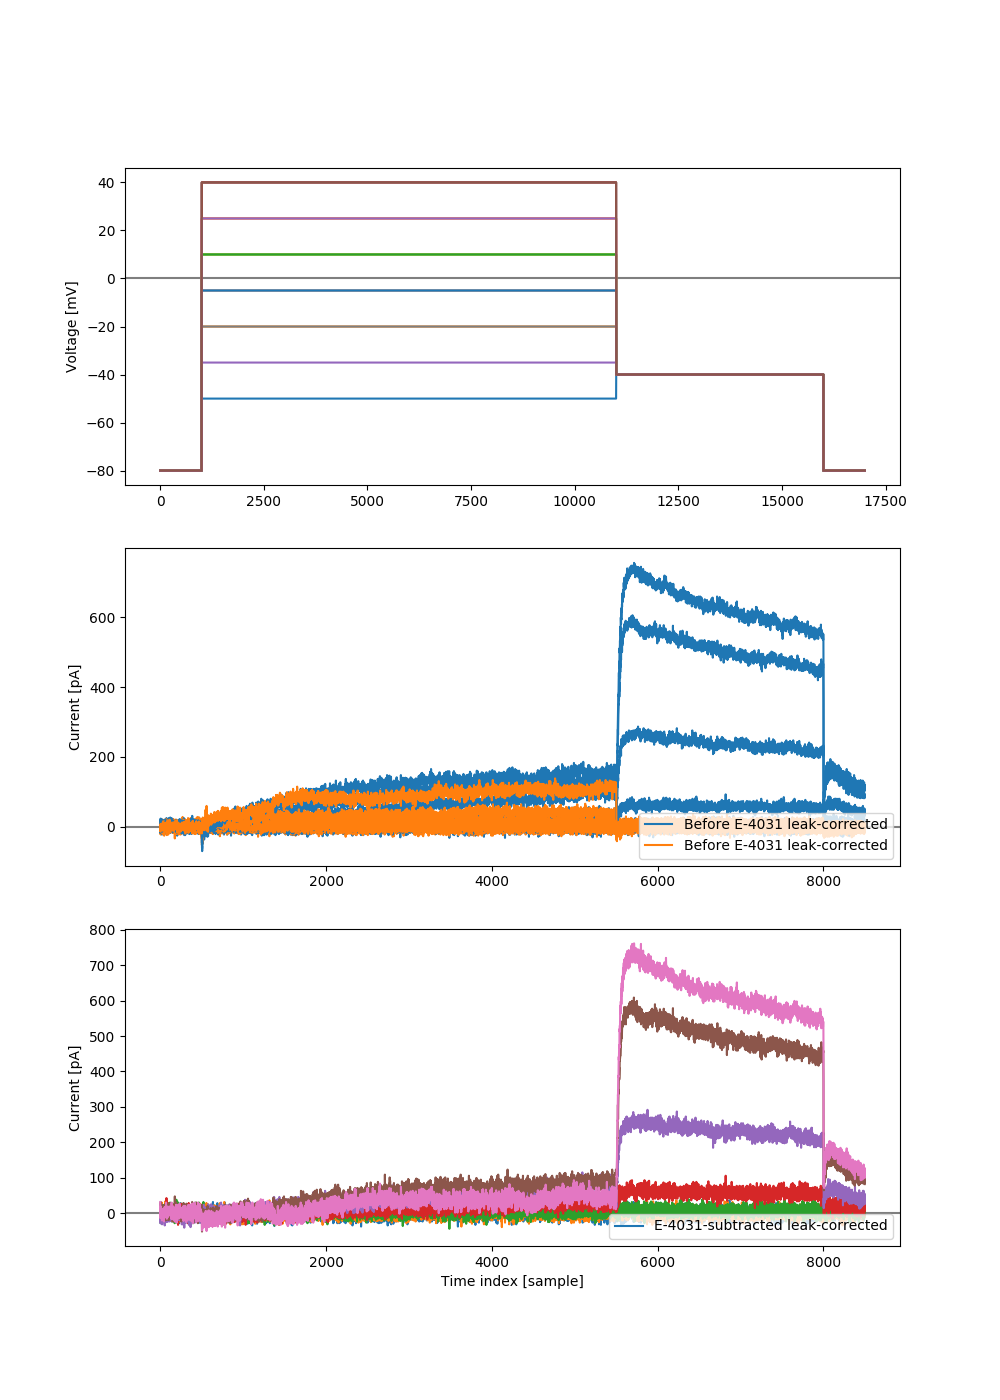 40
20
0
−20
−40
−60
−80
Voltage [mV]
0 2500 5000 7500 10000 12500 15000 17500
600
400
200
0
Current [pA]
Before E-4031 leak-corrected
Before E-4031 leak-corrected
0 2000 4000 6000 8000
800
700
600
500
400
300
200
100
0
Current [pA]
E-4031-subtracted leak-corrected
0 2000 4000 6000 8000
Time index [sample]